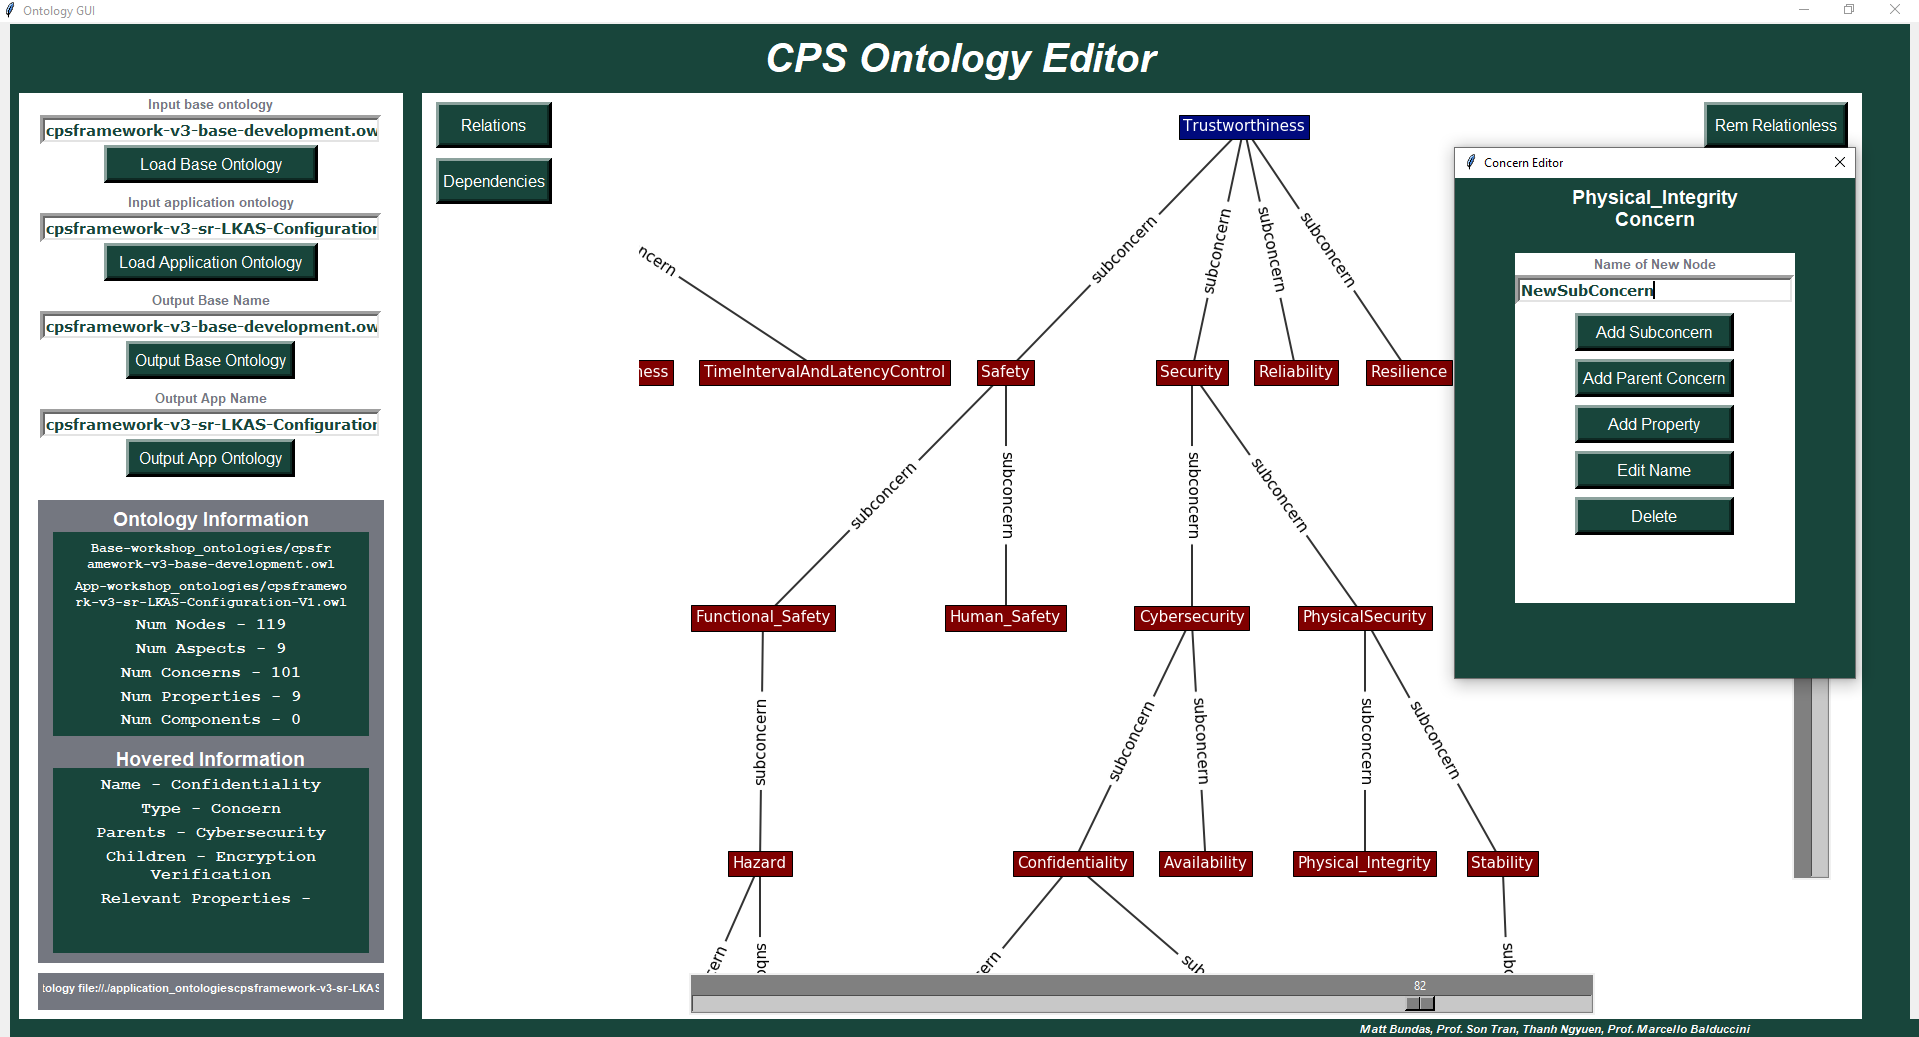 Ontology GUI
CPS Ontology Editor
Input base ontology
cpsframework-v3-base-development.ow
Load Base Ontology
Input application ontology
cpsframework-v3-sr-LKAS-Configuration
Load Application Ontology
Output Base Name
cpsframework-v3-base-development.ow
Output Base Ontology
Output App Name
cpsframework-v3-sr-LKAS-Configuration
Output App Ontology
Ontology Information
Base-workshop_ontologies/cpsfr
amework-v3-base-development.owl
App-workshop_ontologies/cpsframewo
rk-v3-sr-LKAS-Configuration-V1.owl
Num Nodes - 119
Num Aspects - 9
Num Concerns - 101
Num Properties - 9
Num Components - 0
Hovered Information
Name - Confidentiality
Type - Concern
Parents - Cybersecurity
Children - Encryption
Verification
Relevant Properties -
tology file://./application_ontologiescpsframework-v3-sr-LKAS
Relations
Dependencies
Rem Relationless
Trustworthiness
subconcern
subconcern
subconcern
subconcern
ncern
ness
TimeIntervalAndLatencyControl
Safety
Security
Reliability
Resilience
subconcern
subconcern
subconcern
subconcern
Functional_Safety
Human_Safety
Cybersecurity
PhysicalSecurity
subconcern
subconcern
subconcern
subconcern
subconcern
Hazard
Confidentiality
Availability
Physical_Integrity
Stability
cern
subc
ern
sub
subc
82
Concern Editor
Physical_Integrity
Concern
Name of New Node
NewSubConcern
Add Subconcern
Add Parent Concern
Add Property
Edit Name
Delete
Matt Bundas, Prof. Son Tran, Thanh Ngyuen, Prof. Marcello Balduccini